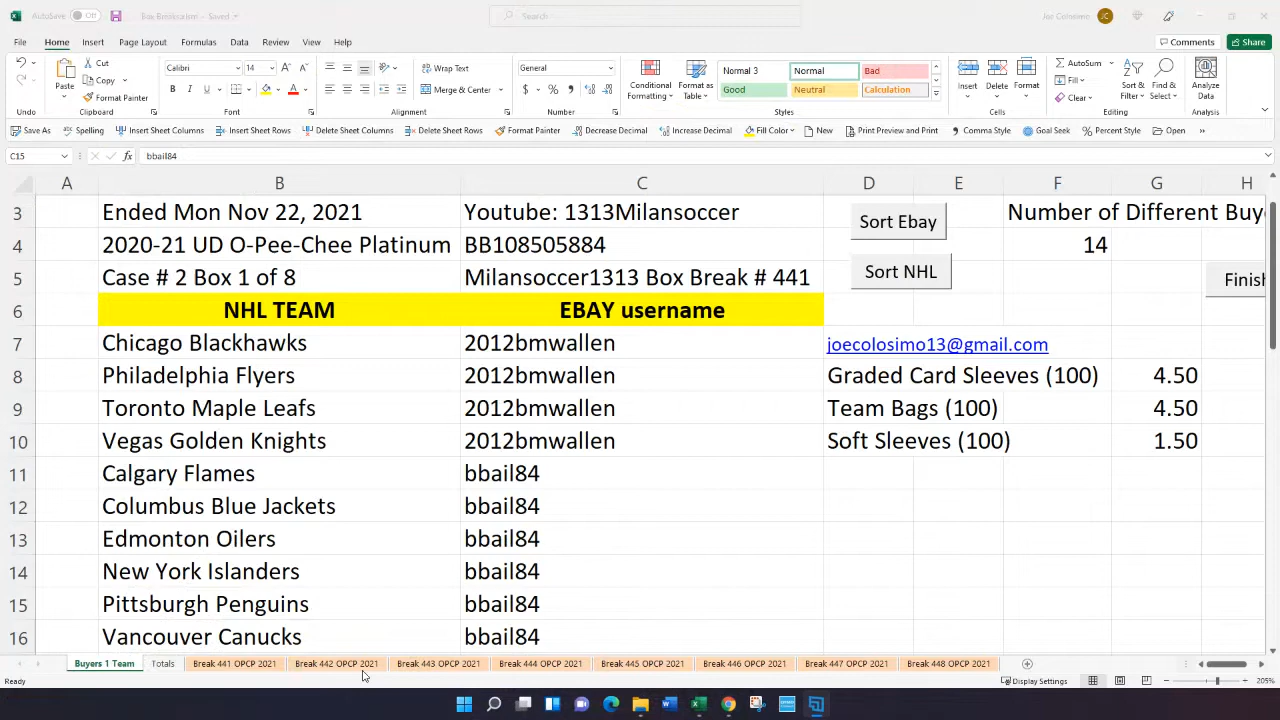 AutoSave Off Box Breaks.xlsm - Saved Search Joe Colosimo JC
File Home Insert Page Layout Formulas Data Review View Help Comments Share
Cut Calibri 14 Wrap Text General Normal 3 Normal Bad AutoSum
Paste Copy Conditional Formatting Format as Table Insert Delete Format Fill Sort & Filter Find & Select Analyze Data
Format Painter B I U Merge & Center $ % Good Neutral Calculation Clear
Undo Clipboard Font Alignment Number Styles Cells Editing Analysis
Save As Spelling Insert Sheet Columns Insert Sheet Rows Delete Sheet Columns Delete Sheet Rows Format Painter Decrease Decimal Increase Decimal Fill Color New Print Preview and Print Comma Style Goal Seek Percent Style Open
C15 fx bbail84
A B C D E F G H
3 Ended Mon Nov 22, 2021 Youtube: 1313Milansoccer Sort Ebay Number of Different Buye
4 2020-21 UD O-Pee-Chee Platinum BB108505884 14
5 Case # 2 Box 1 of 8 Milansoccer1313 Box Break # 441 Sort NHL Finish
6 NHL TEAM EBAY username
7 Chicago Blackhawks 2012bmwallen joecolosimo13@gmail.com
8 Philadelphia Flyers 2012bmwallen Graded Card Sleeves (100) 4.50
9 Toronto Maple Leafs 2012bmwallen Team Bags (100) 4.50
10 Vegas Golden Knights 2012bmwallen Soft Sleeves (100) 1.50
11 Calgary Flames bbail84
12 Columbus Blue Jackets bbail84
13 Edmonton Oilers bbail84
14 New York Islanders bbail84
15 Pittsburgh Penguins bbail84
16 Vancouver Canucks bbail84
Buyers 1 Team Totals Break 441 OPCP 2021 Break 442 OPCP 2021 Break 443 OPCP 2021 Break 444 OPCP 2021 Break 445 OPCP 2021 Break 446 OPCP 2021 Break 447 OPCP 2021 Break 448 OPCP 2021
Ready Display Settings 205%